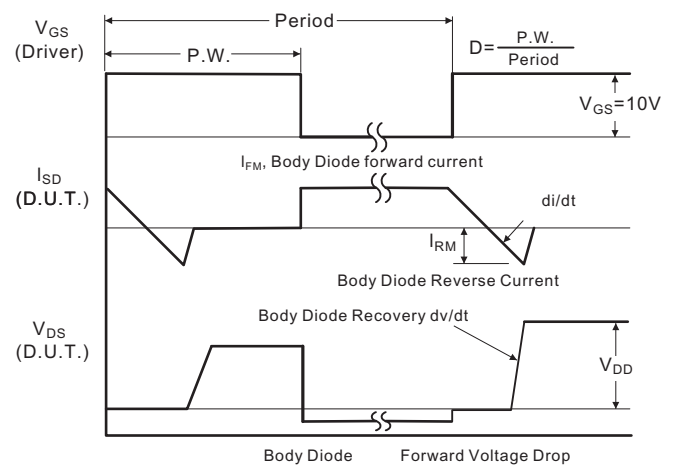 Period
V_GS
(Driver)
P.W.
D= P.W.
Period
V_GS=10V
I_FM, Body Diode forward current
I_SD
(D.U.T.)
di/dt
I_RM
Body Diode Reverse Current
Body Diode Recovery dv/dt
V_DS
(D.U.T.)
V_DD
Body Diode Forward Voltage Drop